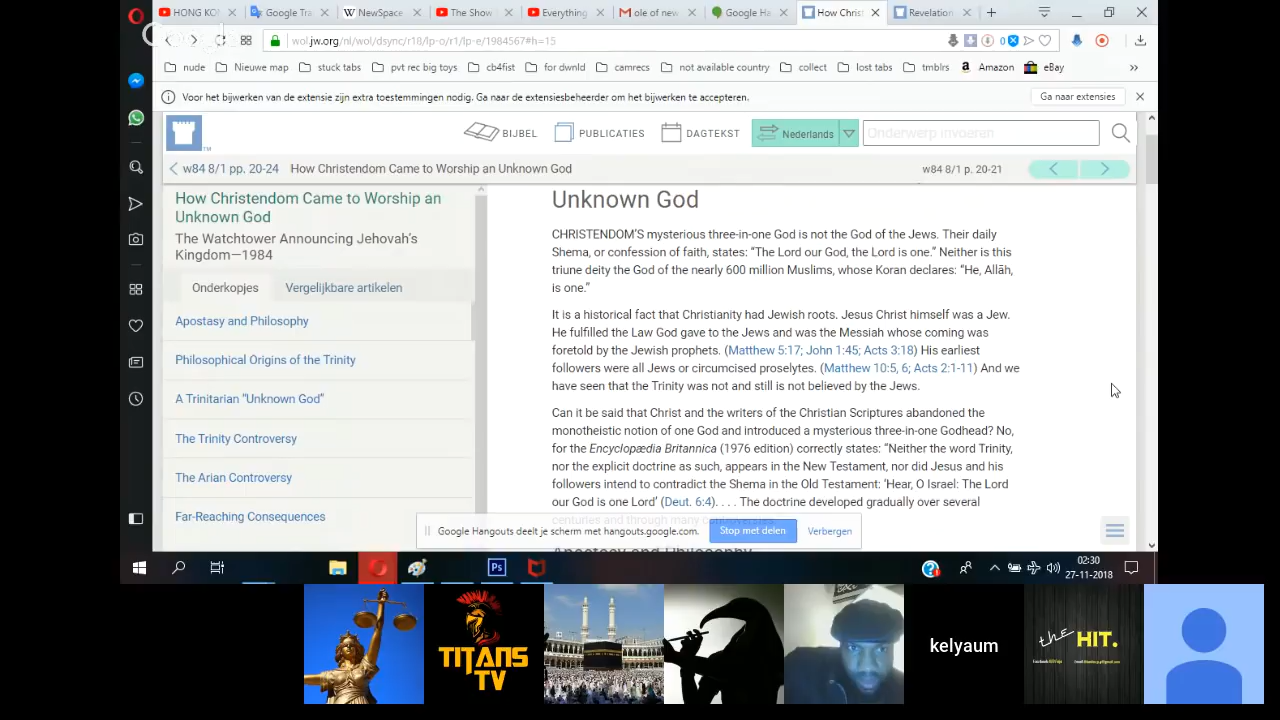 HONG KON
Google Tra
NewSpace
The Show
Everything
ole of new
Google Ha
How Chris
Revelation
wol.jw.org/nl/wol/dsync/r18/lp-o/r1/lp-e/1984567#h=15
0
nude
Nieuwe map
stuck tabs
pvt rec big toys
cb4fist
for dwnld
camrecs
not available country
collect
lost tabs
tmblrs
Amazon
eBay
»
Voor het bijwerken van de extensie zijn extra toestemmingen nodig. Ga naar de extensiesbeheerder om het bijwerken te accepteren.
Ga naar extensies
BIJBEL
PUBLICATIES
DAGTEKST
Nederlands
Onderwerp invoeren
TM
w84 8/1 pp. 20-24
How Christendom Came to Worship an Unknown God
w84 8/1 p. 20-21
How Christendom Came to Worship an
Unknown God
The Watchtower Announcing Jehovah's
Kingdom—1984
Onderkopjes
Vergelijkbare artikelen
Apostasy and Philosophy
Philosophical Origins of the Trinity
A Trinitarian “Unknown God”
The Trinity Controversy
The Arian Controversy
Far-Reaching Consequences
Unknown God
CHRISTENDOM’S mysterious three-in-one God is not the God of the Jews. Their daily
Shema, or confession of faith, states: “The Lord our God, the Lord is one.” Neither is this
triune deity the God of the nearly 600 million Muslims, whose Koran declares: “He, Allāh,
is one.”
It is a historical fact that Christianity had Jewish roots. Jesus Christ himself was a Jew.
He fulfilled the Law God gave to the Jews and was the Messiah whose coming was
foretold by the Jewish prophets. (Matthew 5:17; John 1:45; Acts 3:18) His earliest
followers were all Jews or circumcised proselytes. (Matthew 10:5, 6; Acts 2:1-11) And we
have seen that the Trinity was not and still is not believed by the Jews.
Can it be said that Christ and the writers of the Christian Scriptures abandoned the
monotheistic notion of one God and introduced a mysterious three-in-one Godhead? No,
for the Encyclopædia Britannica (1976 edition) correctly states: “Neither the word Trinity,
nor the explicit doctrine as such, appears in the New Testament, nor did Jesus and his
followers intend to contradict the Shema in the Old Testament: ‘Hear, O Israel: The Lord
our God is one Lord’ (Deut. 6:4). . . . The doctrine developed gradually over several
centuries and through many controversies
Apostasy and Philosophy
Google Hangouts deelt je scherm met hangouts.google.com.
Stop met delen
Verbergen
Ps
02:30
27-11-2018
TITANS
TV
kelyaum
the HIT.